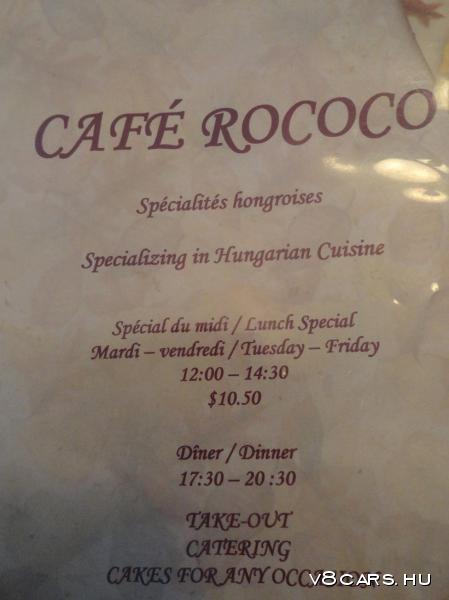 CAFÉ ROCOCO
Spécialités hongroises
Specializing in Hungarian Cuisine
Spécial du midi / Lunch Special
Mardi – vendredi / Tuesday – Friday
12:00 – 14:30
$10.50
Dîner / Dinner
17:30 – 20 :30
TAKE-OUT
CATERING
CAKES FOR ANY OCCASION
V8CARS.HU